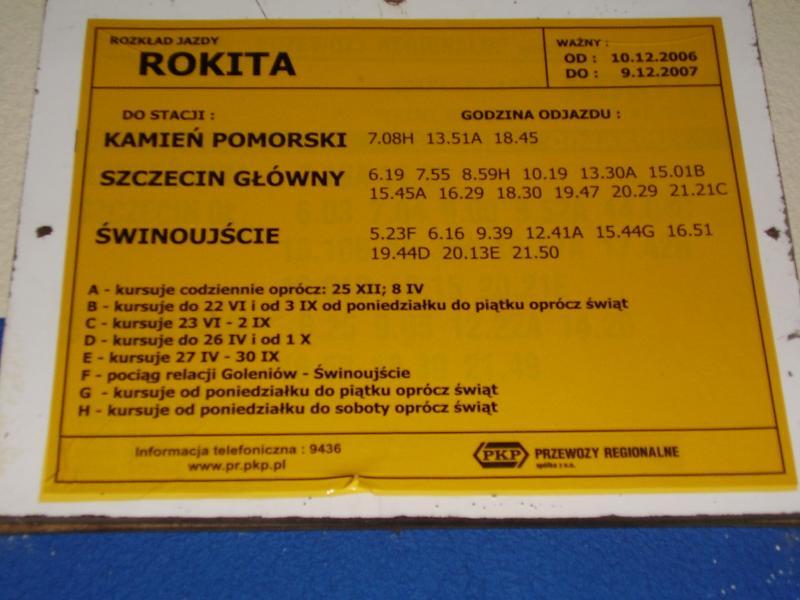 ROZKŁAD JAZDY
ROKITA
WAŻNY :
OD : 10.12.2006
DO : 9.12.2007
DO STACJI : GODZINA ODJAZDU :
KAMIEŃ POMORSKI 7.08H 13.51A 18.45
SZCZECIN GŁÓWNY 6.19 7.55 8.59H 10.19 13.30A 15.01B
15.45A 16.29 18.30 19.47 20.29 21.21C
ŚWINOUJŚCIE 5.23F 6.16 9.39 12.41A 15.44G 16.51
19.44D 20.13E 21.50
A - kursuje codziennie oprócz: 25 XII; 8 IV
B - kursuje do 22 VI i od 3 IX od poniedziałku do piątku oprócz świąt
C - kursuje 23 VI - 2 IX
D - kursuje do 26 IV i od 1 X
E - kursuje 27 IV - 30 IX
F - pociąg relacji Goleniów - Świnoujście
G - kursuje od poniedziałku do piątku oprócz świąt
H - kursuje od poniedziałku do soboty oprócz świąt
Informacja telefoniczna : 9436
www.pr.pkp.pl
PKP PRZEWOZY REGIONALNE
spółka z o.o.